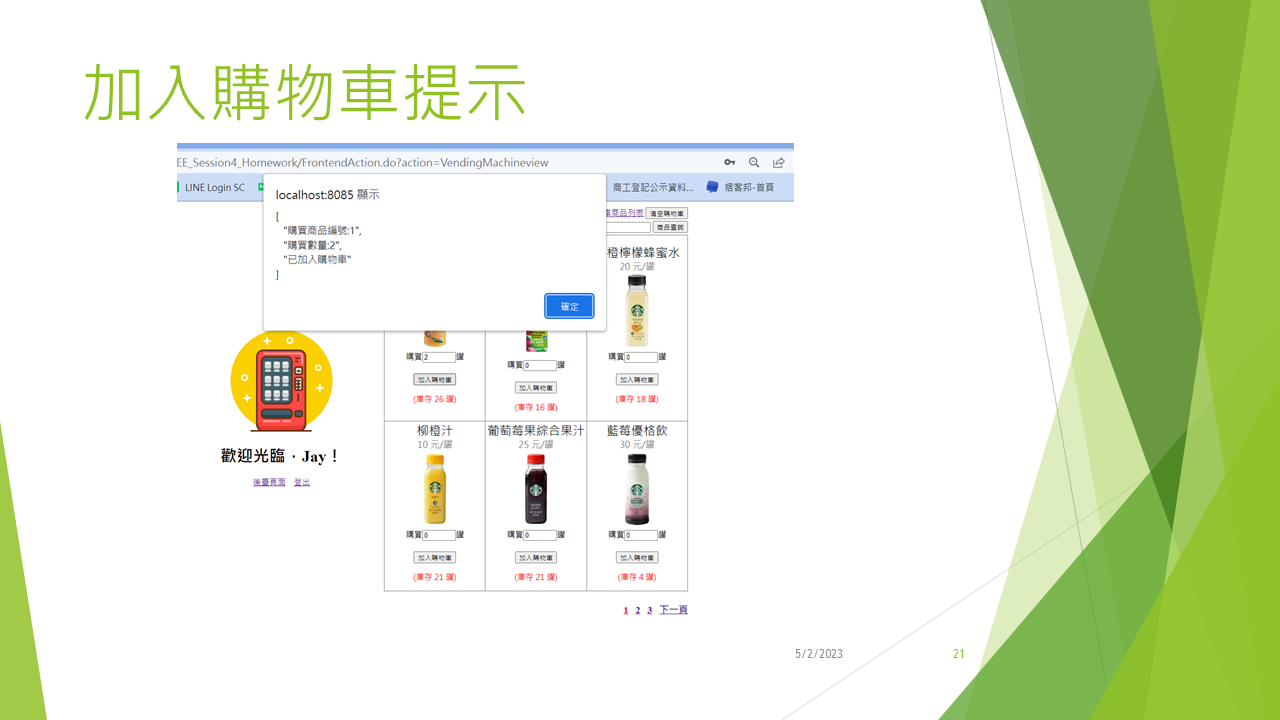 加入購物車提示
EE_Session4_Homework/FrontendAction.do?action=VendingMachineview
LINE Login SC
商工登記公示資料...
痞客邦-首頁
localhost:8085 顯示
[
"購買商品編號:1",
"購買數量:2",
"已加入購物車"
]
確定
車商品列表 清空購物車
商品查詢
橙檸檬蜂蜜水
20 元/罐
購買 2 罐
購買 0 罐
購買 0 罐
加入購物車
加入購物車
加入購物車
(庫存 26 罐)
(庫存 16 罐)
(庫存 18 罐)
柳橙汁
葡萄莓果綜合果汁
藍莓優格飲
10 元/罐
25 元/罐
30 元/罐
購買 0 罐
購買 0 罐
購買 0 罐
加入購物車
加入購物車
加入購物車
(庫存 21 罐)
(庫存 21 罐)
(庫存 4 罐)
歡迎光臨，Jay！
後臺頁面 登出
1 2 3 下一頁
5/2/2023
21